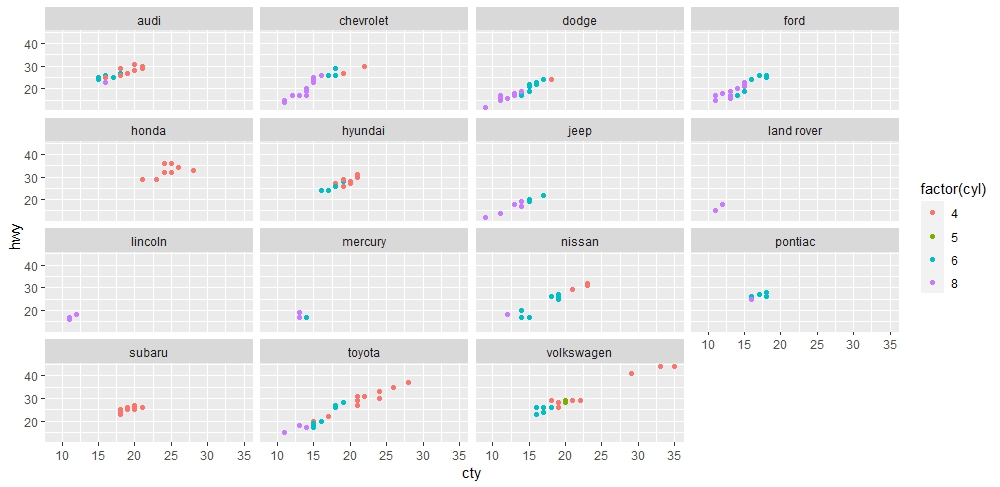 audi chevrolet dodge ford
40
30
20
honda hyundai jeep land rover
40
30
20
lincoln mercury nissan pontiac
40
30
20
10 15 20 25 30 35
subaru toyota volkswagen
40
30
20
10 15 20 25 30 35 10 15 20 25 30 35 10 15 20 25 30 35
cty
hwy
factor(cyl)
4
5
6
8